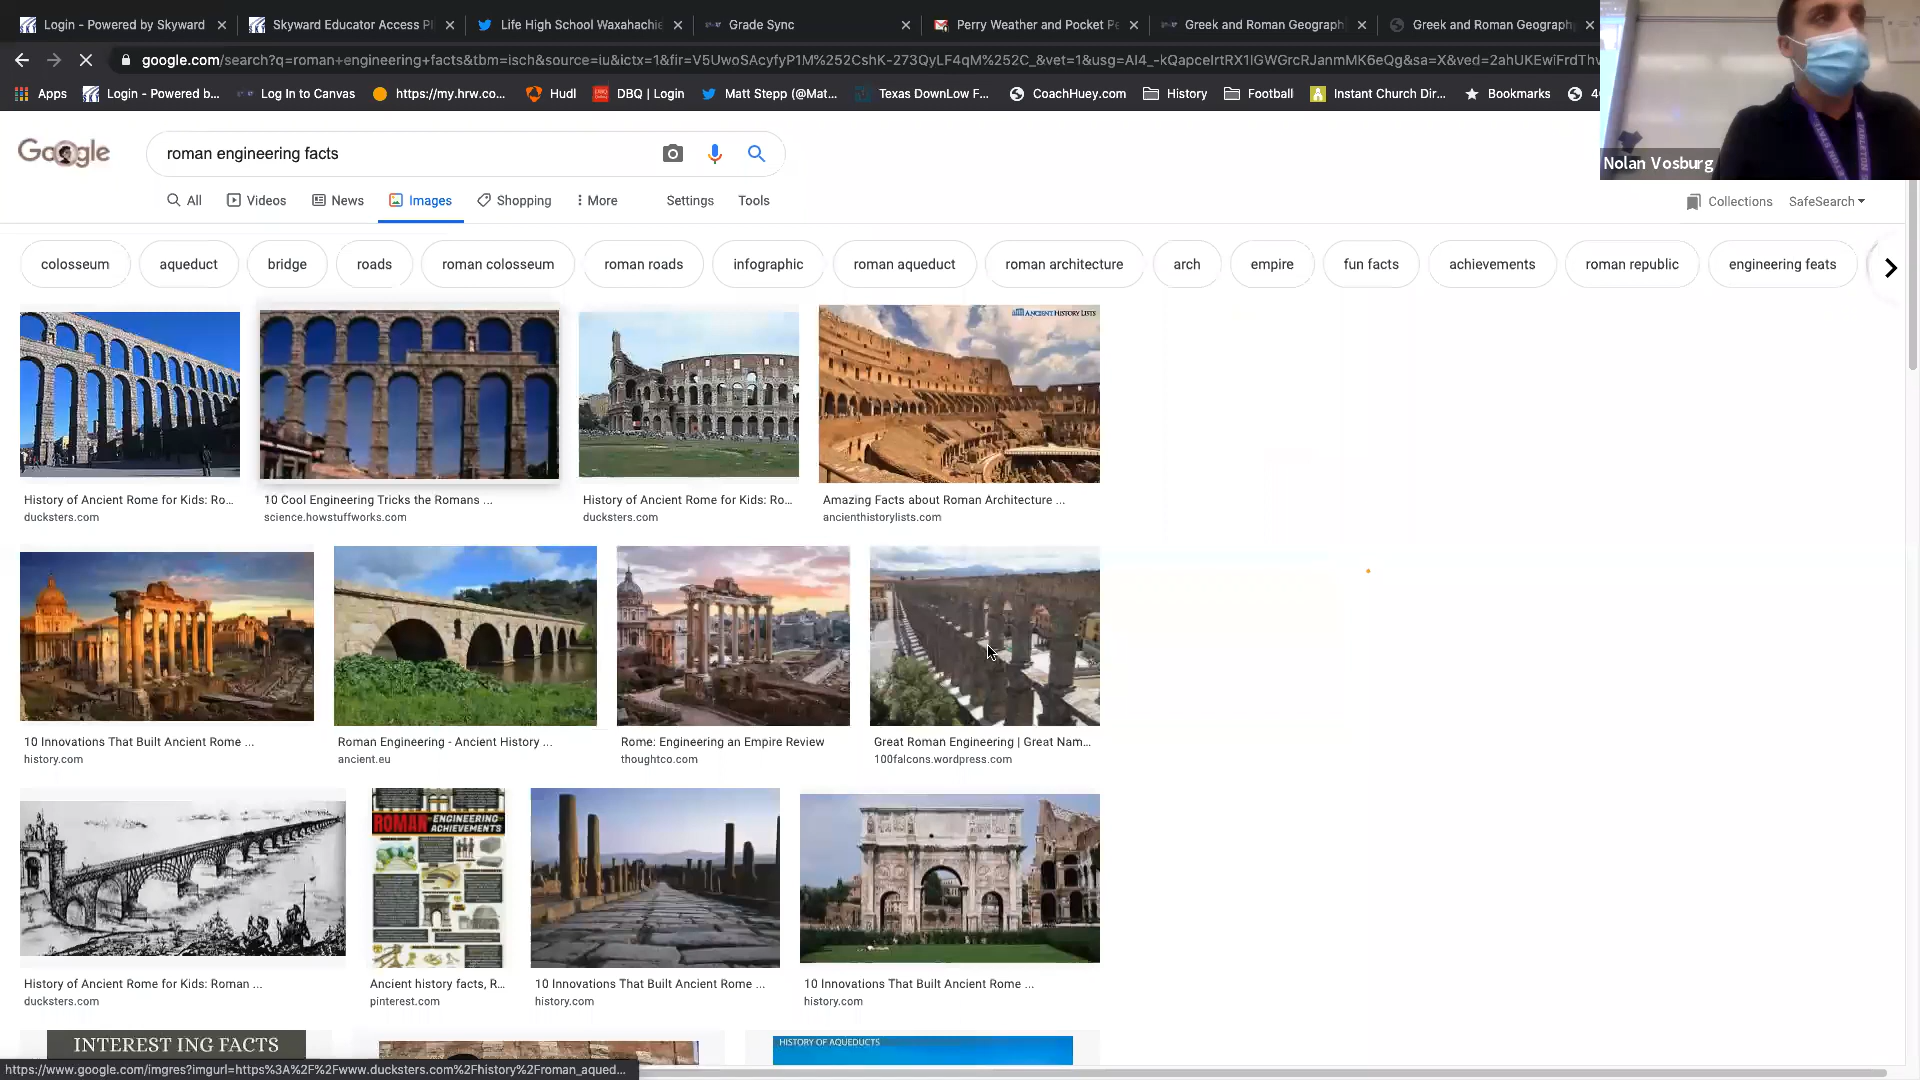 Login - Powered by Skyward
Skyward Educator Access Pl
Life High School Waxahachie
Grade Sync
Perry Weather and Pocket Pe
Greek and Roman Geograph
Greek and Roman Geography
google.com/search?q=roman+engineering+facts&tbm=isch&source=iu&ictx=1&fir=V5UwoSAcyfyP1M%252CshK-273QyLF4qM%252C_&vet=1&usg=AI4_-kQapceIrtRX1IGWGrcRJanmMK6eQg&sa=X&ved=2ahUKEwiFrdThv
Apps
Login - Powered b...
Log In to Canvas
https://my.hrw.co...
Hudl
DBQ | Login
Matt Stepp (@Mat...
Texas DownLow F...
CoachHuey.com
History
Football
Instant Church Dir...
Bookmarks
Nolan Vosburg
Google
roman engineering facts
All
Videos
News
Images
Shopping
More
Settings
Tools
Collections
SafeSearch
colosseum
aqueduct
bridge
roads
roman colosseum
roman roads
infographic
roman aqueduct
roman architecture
arch
empire
fun facts
achievements
roman republic
engineering feats
ANCIENT HISTORY LISTS
History of Ancient Rome for Kids: Ro...
ducksters.com
10 Cool Engineering Tricks the Romans ...
science.howstuffworks.com
History of Ancient Rome for Kids: Ro...
ducksters.com
Amazing Facts about Roman Architecture ...
ancienthistorylists.com
10 Innovations That Built Ancient Rome ...
history.com
Roman Engineering - Ancient History ...
ancient.eu
Rome: Engineering an Empire Review
thoughtco.com
Great Roman Engineering | Great Nam...
100falcons.wordpress.com
ROMAN ENGINEERING
ACHIEVEMENTS
History of Ancient Rome for Kids: Roman ...
ducksters.com
Ancient history facts, R...
pinterest.com
10 Innovations That Built Ancient Rome ...
history.com
10 Innovations That Built Ancient Rome ...
history.com
INTEREST ING FACTS
HISTORY OF AQUEDUCTS
https://www.google.com/imgres?imgurl=https%3A%2F%2Fwww.ducksters.com%2Fhistory%2Froman_aqued...